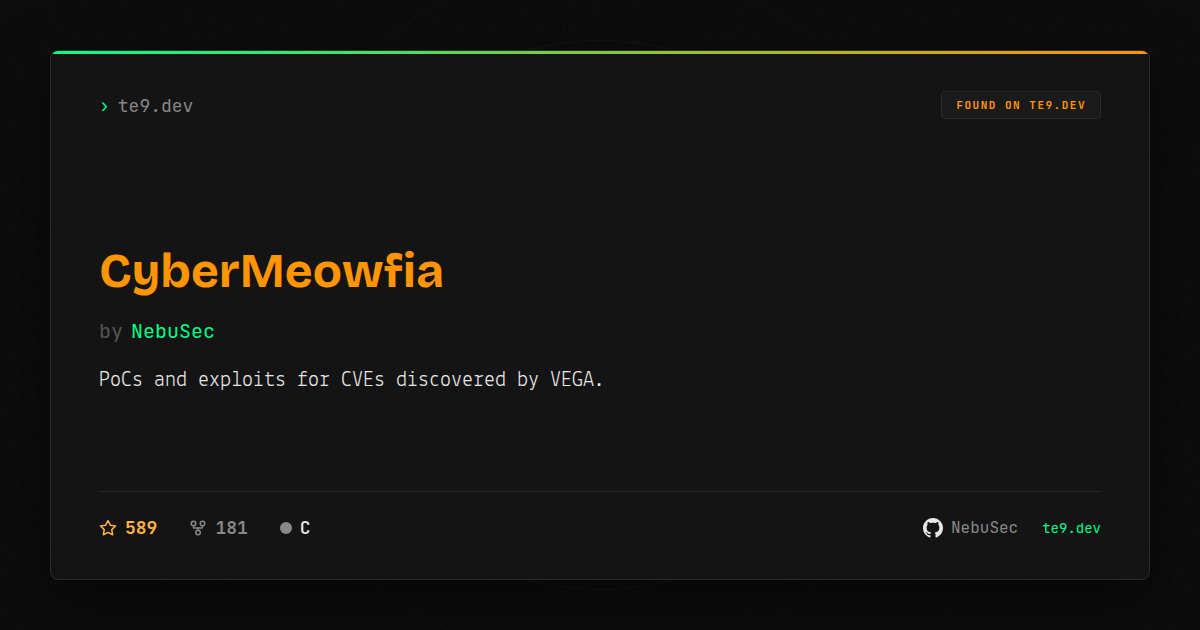 › te9.dev
FOUND ON TE9.DEV
CyberMeowfia
by NebuSec
PoCs and exploits for CVEs discovered by VEGA.
589 181 C
NebuSec te9.dev